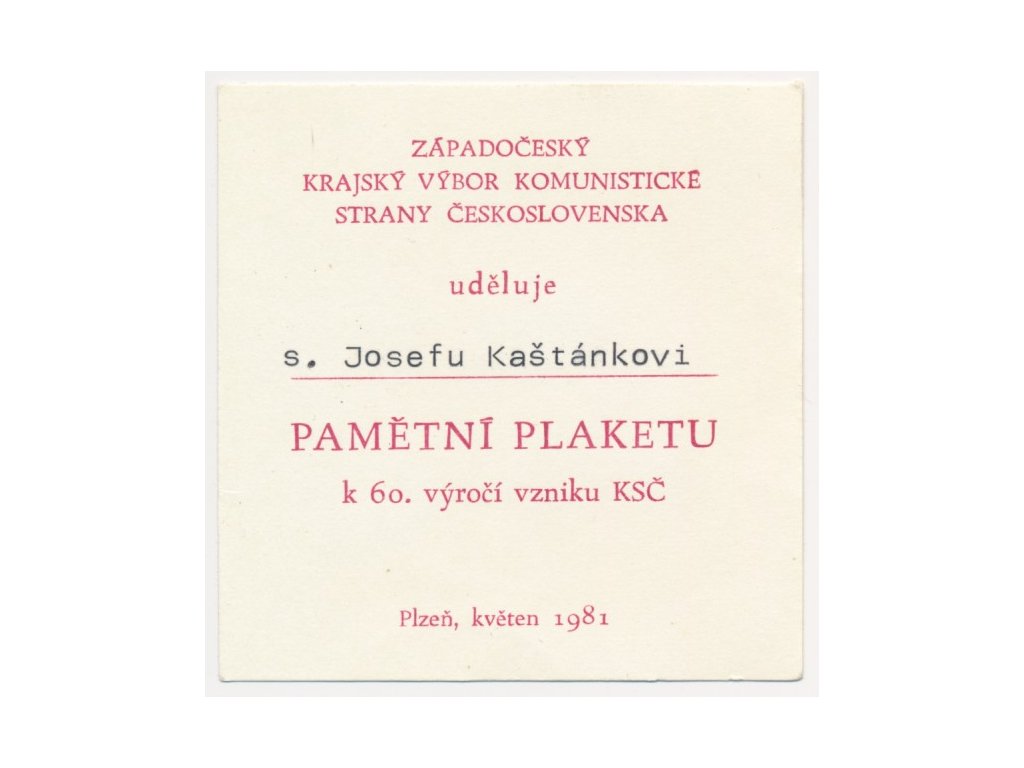 ZÁPADOČESKÝ
KRAJSKÝ VÝBOR KOMUNISTICKÉ
STRANY ČESKOSLOVENSKA
uděluje
s. Josefu Kaštánkovi
PAMĚTNÍ PLAKETU
k 60. výročí vzniku KSČ
Plzeň, květen 1981